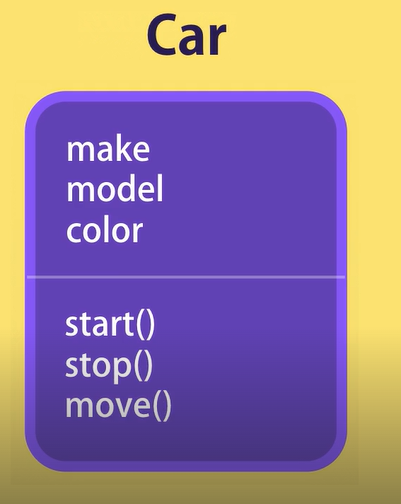 Car
make
model
color
start()
stop()
move()